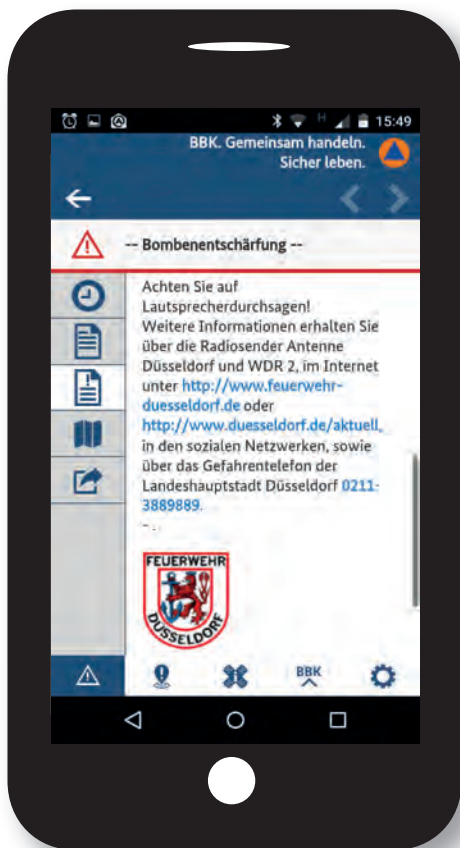 H
15:49
BBK. Gemeinsam handeln.
Sicher leben.
-- Bombenentschärfung --
Achten Sie auf
Lautsprecherdurchsagen!
Weitere Informationen erhalten Sie
über die Radiosender Antenne
Düsseldorf und WDR 2, im Internet
unter http://www.feuerwehr-
duesseldorf.de oder
http://www.duesseldorf.de/aktuell,
in den sozialen Netzwerken, sowie
über das Gefahrentelefon der
Landeshauptstadt Düsseldorf 0211-
3889889.
FEUERWEHR
DÜSSELDORF
BBK